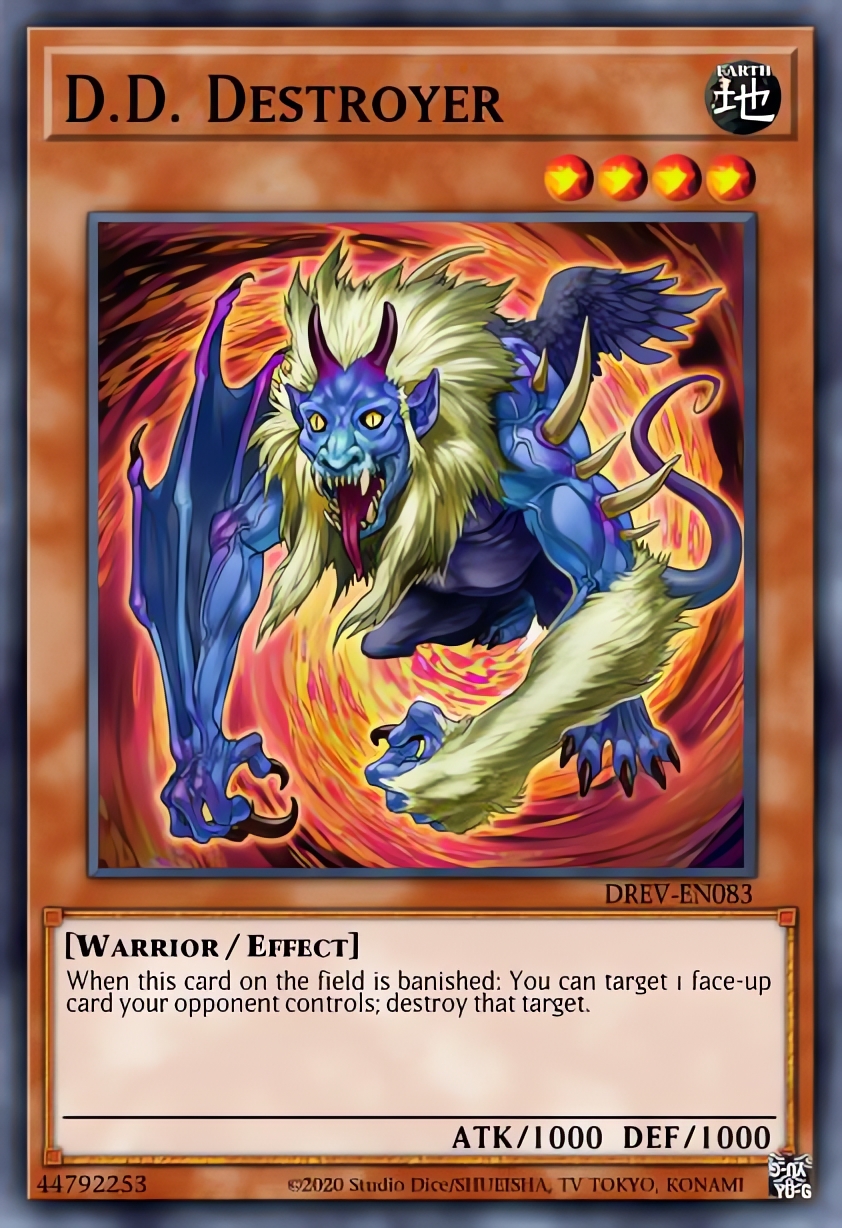 D.D. Destroyer
EARTH
地
DREV-EN083
[Warrior / Effect]
When this card on the field is banished: You can target 1 face-up
card your opponent controls; destroy that target.
ATK/1000 DEF/1000
44792253
©2020 Studio Dice/SHUEISHA, TV TOKYO, KONAMI